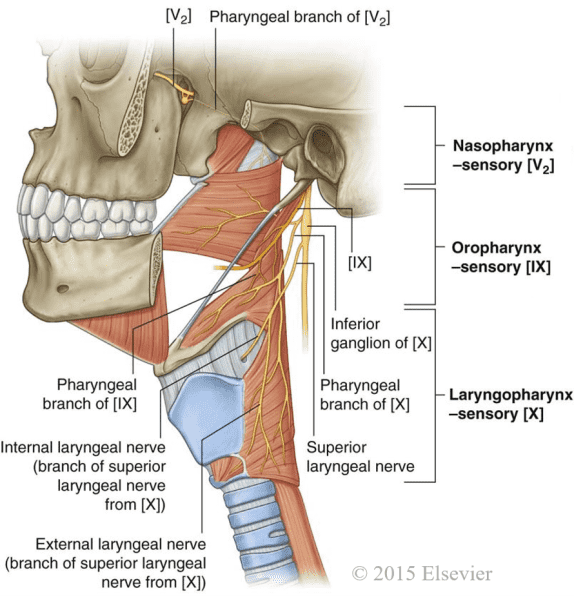 [V₂]
Pharyngeal branch of [V₂]
Nasopharynx
–sensory [V₂]
[IX]
Oropharynx
–sensory [IX]
Inferior
ganglion of [X]
Pharyngeal
branch of [IX]
Pharyngeal
branch of [X]
Laryngopharynx
–sensory [X]
Internal laryngeal nerve
(branch of superior
laryngeal nerve
from [X])
Superior
laryngeal nerve
External laryngeal nerve
(branch of superior laryngeal
nerve from [X])
© 2015 Elsevier